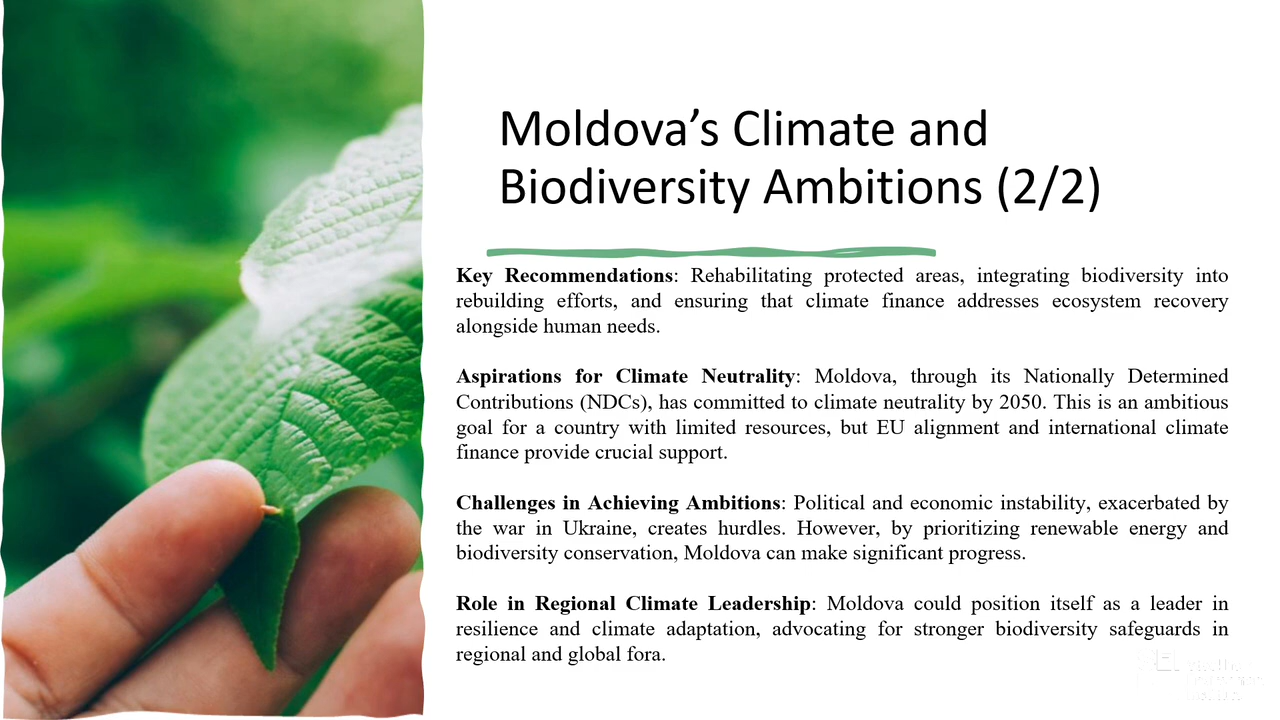 Moldova’s Climate and
Biodiversity Ambitions (2/2)
Key Recommendations: Rehabilitating protected areas, integrating biodiversity into
rebuilding efforts, and ensuring that climate finance addresses ecosystem recovery
alongside human needs.
Aspirations for Climate Neutrality: Moldova, through its Nationally Determined
Contributions (NDCs), has committed to climate neutrality by 2050. This is an ambitious
goal for a country with limited resources, but EU alignment and international climate
finance provide crucial support.
Challenges in Achieving Ambitions: Political and economic instability, exacerbated by
the war in Ukraine, creates hurdles. However, by prioritizing renewable energy and
biodiversity conservation, Moldova can make significant progress.
Role in Regional Climate Leadership: Moldova could position itself as a leader in
resilience and climate adaptation, advocating for stronger biodiversity safeguards in
regional and global fora.